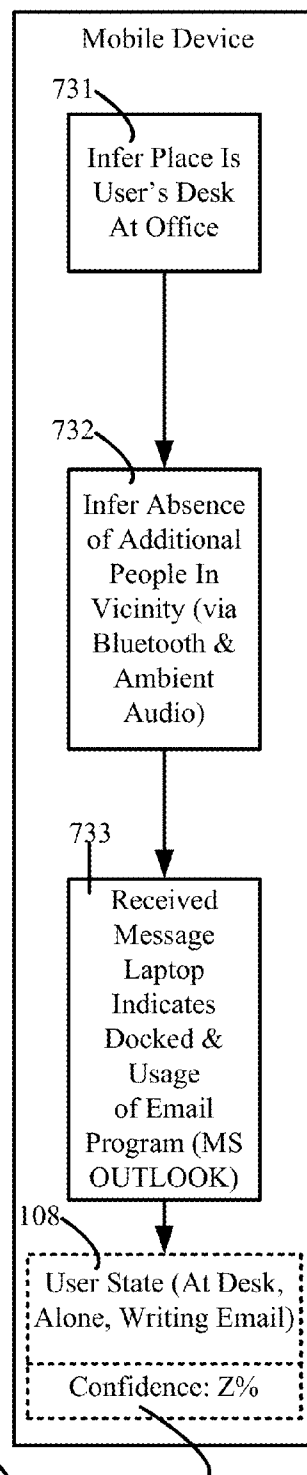 Mobile Device
731
Infer Place Is
User's Desk
At Office
732
Infer Absence
of Additional
People In
Vicinity (via
Bluetooth &
Ambient
Audio)
733
Received
Message
Laptop
Indicates
Docked &
Usage
of Email
Program (MS
OUTLOOK)
108
User State (At Desk,
Alone, Writing Email)
Confidence: Z%